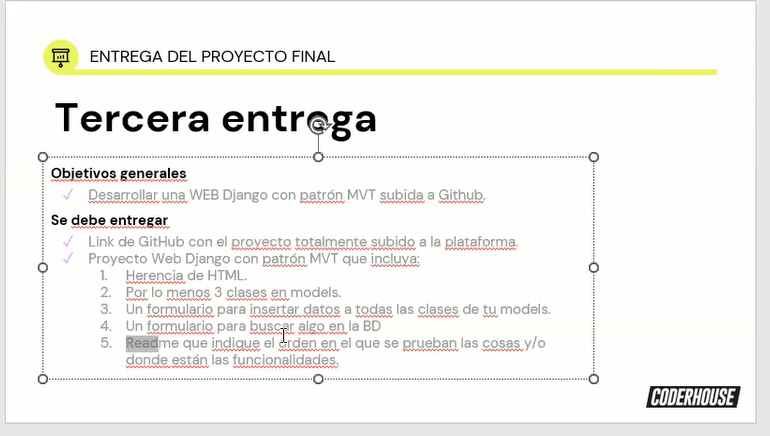 ENTREGA DEL PROYECTO FINAL
Tercera entrega
Objetivos generales
✓ Desarrollar una WEB Django con patrón MVT subida a Github.
Se debe entregar
✓ Link de GitHub con el proyecto totalmente subido a la plataforma.
✓ Proyecto Web Django con patrón MVT que incluya:
1. Herencia de HTML.
2. Por lo menos 3 clases en models.
3. Un formulario para insertar datos a todas las clases de tu models.
4. Un formulario para buscar algo en la BD
5. Readme que indique el orden en el que se prueban las cosas y/o
donde están las funcionalidades.
CODERHOUSE